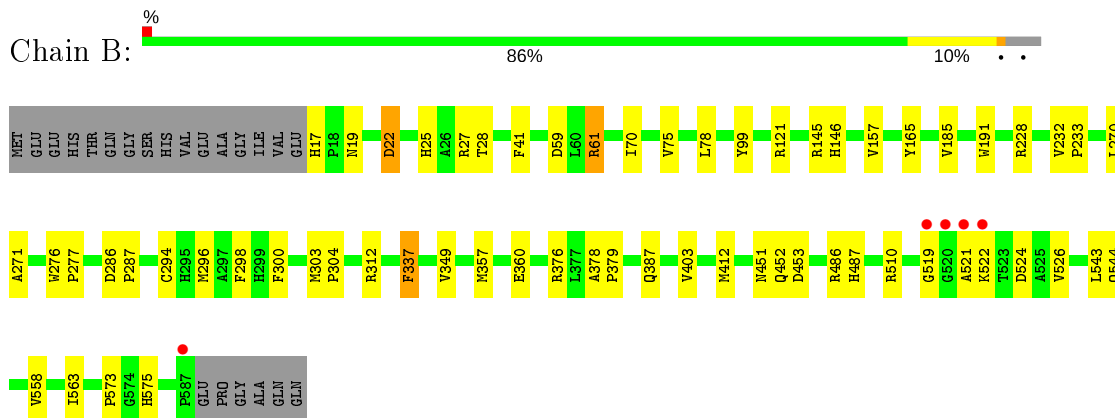 %
Chain B:
86% 10% • •
MET GLU GLU HIS THR GLN GLY SER HIS VAL GLU ALA GLY ILE VAL GLU H17 P18 N19 D22 H25 A26 R27 T28 F41 D59 L60 R61 I70 V75 L78 Y99 R121 R145 H146 V157 Y165 V185 W191 R228 V232 P233 L270
A271 W276 P277 D286 P287 C294 H295 M296 A297 F298 H299 F300 M303 P304 R312 F337 V349 M357 E360 R376 L377 A378 P379 Q387 V403 M412 N451 Q452 D453 R486 H487 R510 G519 G520 A521 K522 T523 D524 A525 V526 L543
V558 I563 P573 G574 H575 P587 GLU PRO GLY ALA GLN GLN